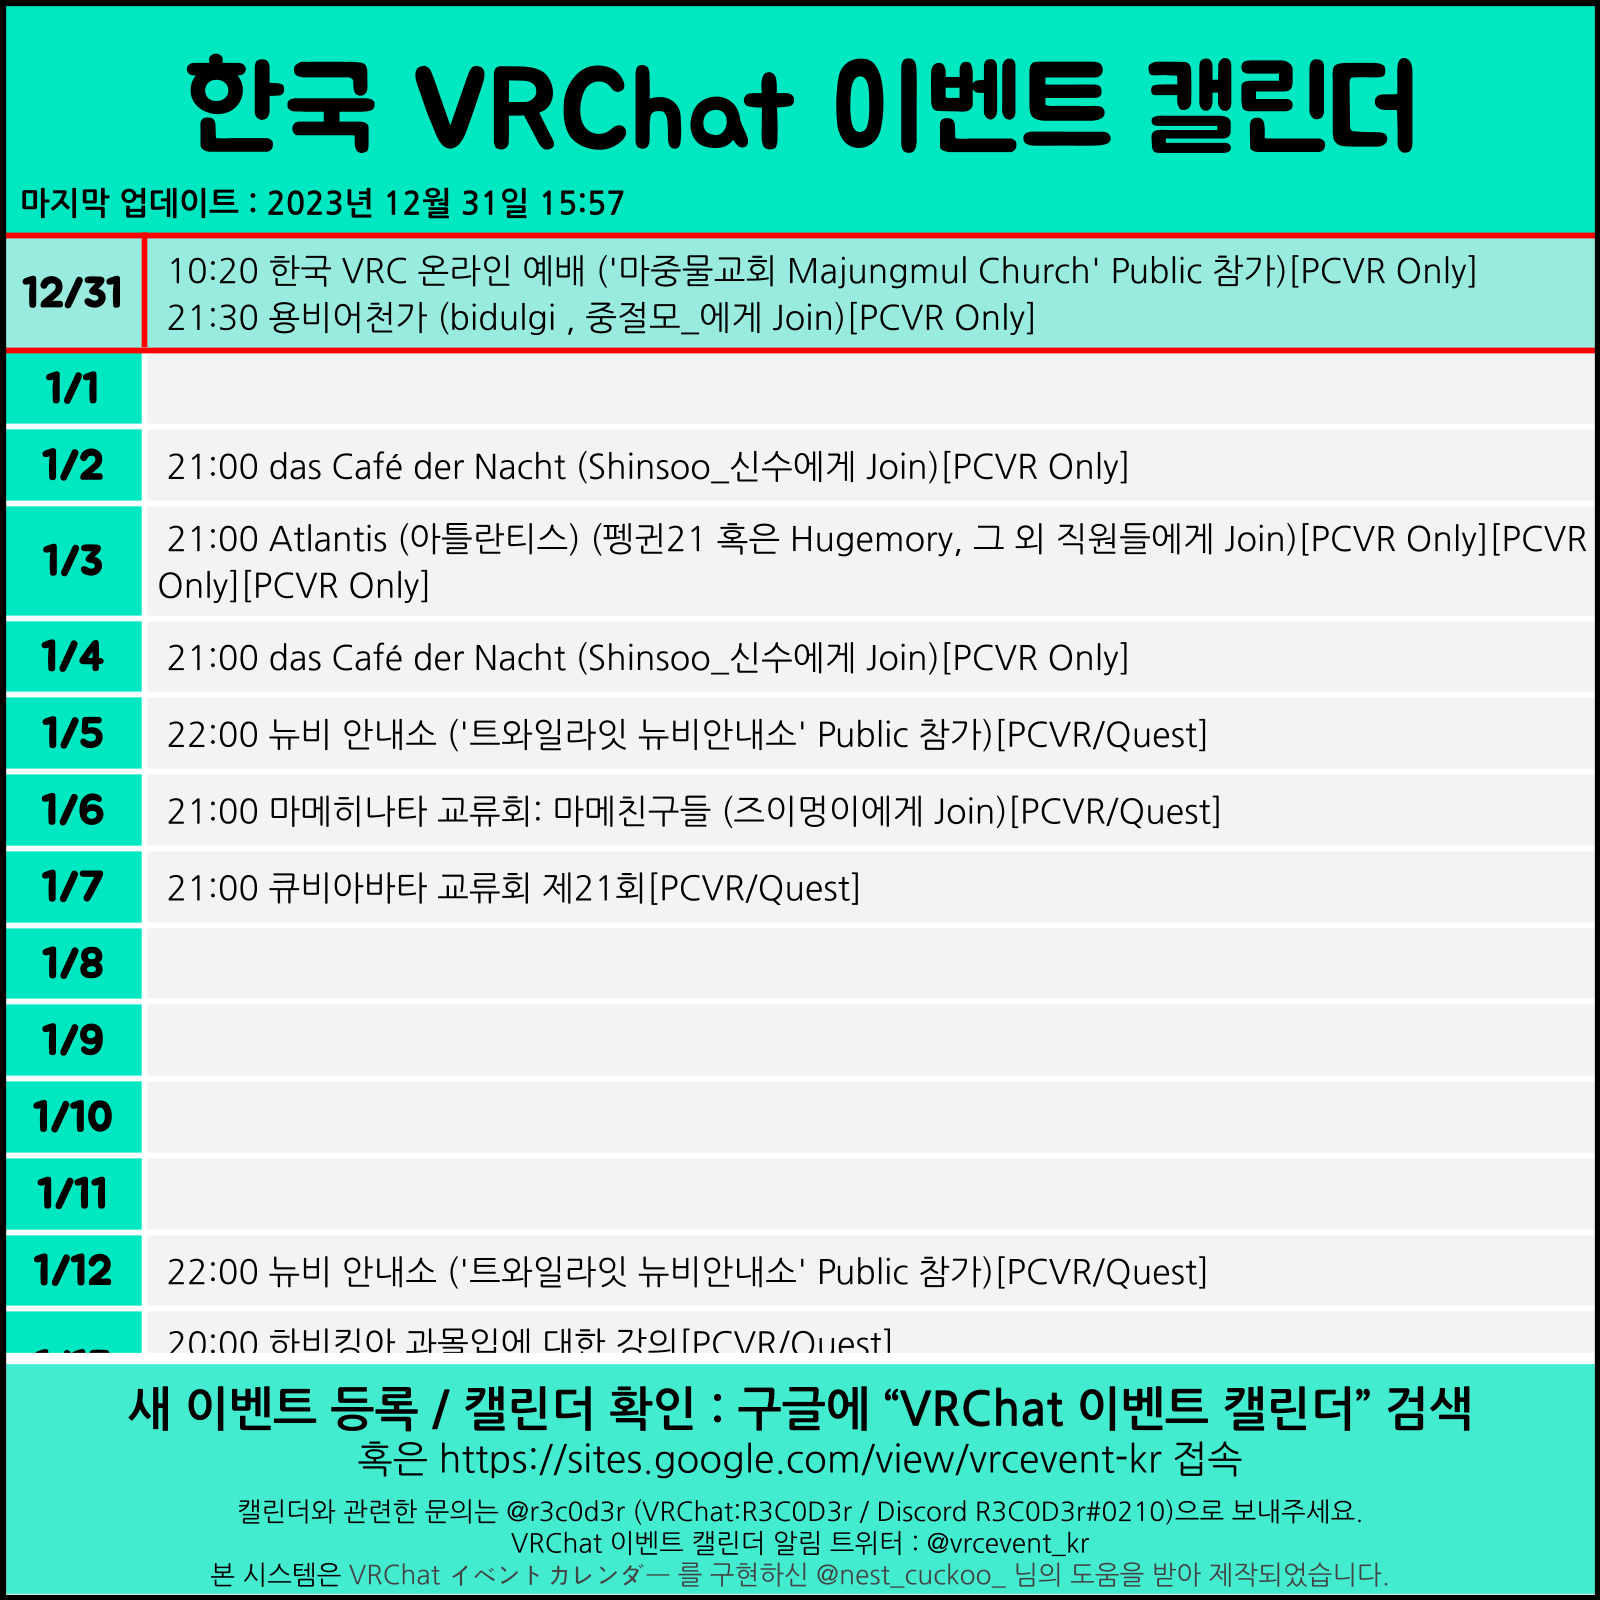 한국 VRChat 이벤트 캘린더
마지막 업데이트 : 2023년 12월 31일 15:57
12/31
10:20 한국 VRC 온라인 예배 ('마중물교회 Majungmul Church' Public 참가)[PCVR Only]
21:30 용비어천가 (bidulgi , 중절모_에게 Join)[PCVR Only]
1/1
1/2
21:00 das Café der Nacht (Shinsoo_신수에게 Join)[PCVR Only]
1/3
21:00 Atlantis (아틀란티스) (펭귄21 혹은 Hugemory, 그 외 직원들에게 Join)[PCVR Only][PCVR
Only][PCVR Only]
1/4
21:00 das Café der Nacht (Shinsoo_신수에게 Join)[PCVR Only]
1/5
22:00 뉴비 안내소 ('트와일라잇 뉴비안내소' Public 참가)[PCVR/Quest]
1/6
21:00 마메히나타 교류회: 마메친구들 (즈이멍이에게 Join)[PCVR/Quest]
1/7
21:00 큐비아바타 교류회 제21회[PCVR/Quest]
1/8
1/9
1/10
1/11
1/12
22:00 뉴비 안내소 ('트와일라잇 뉴비안내소' Public 참가)[PCVR/Quest]
20:00 하비킹아 과몰입에 대한 강의[PCVR/Quest]
새 이벤트 등록 / 캘린더 확인 : 구글에 “VRChat 이벤트 캘린더” 검색
혹은 https://sites.google.com/view/vrcevent-kr 접속
캘린더와 관련한 문의는 @r3c0d3r (VRChat:R3C0D3r / Discord R3C0D3r#0210)으로 보내주세요.
VRChat 이벤트 캘린더 알림 트위터 : @vrcevent_kr
본 시스템은 VRChat イベントカレンダー 를 구현하신 @nest_cuckoo_ 님의 도움을 받아 제작되었습니다.